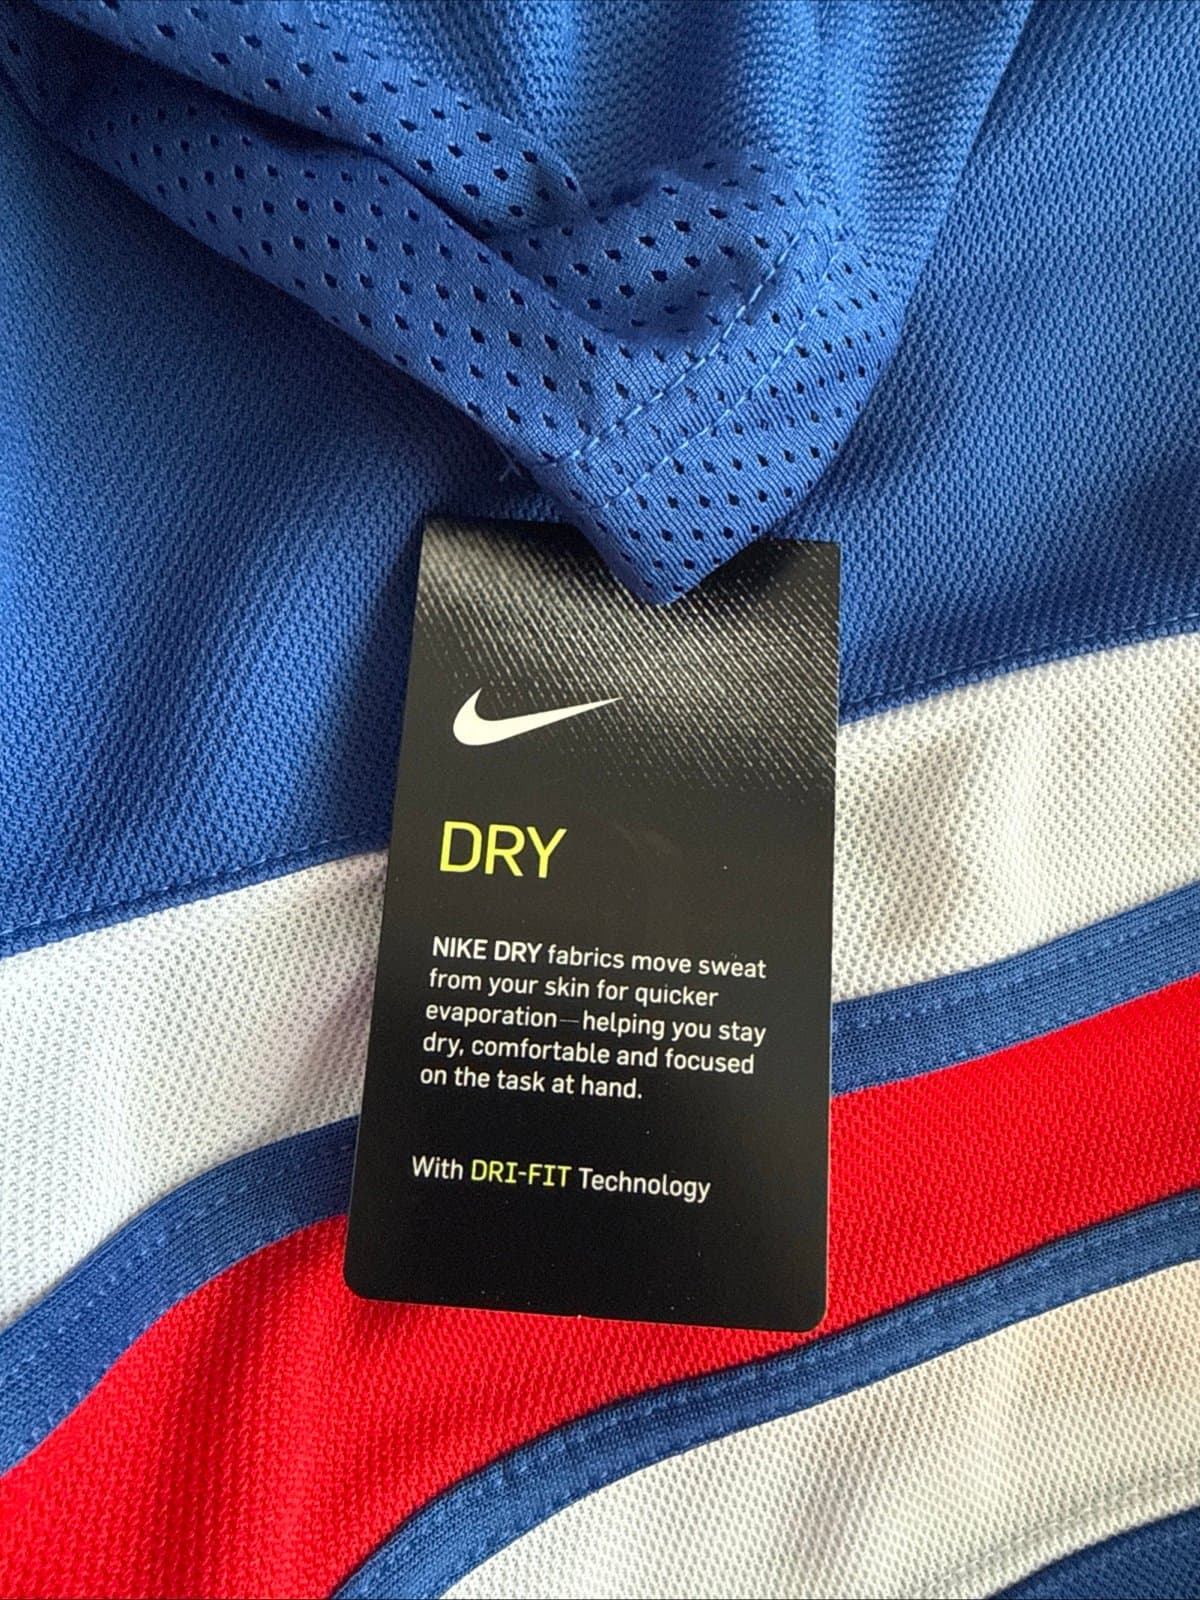 DRY
NIKE DRY fabrics move sweat
from your skin for quicker
evaporation—helping you stay
dry, comfortable and focused
on the task at hand.
With DRI-FIT Technology